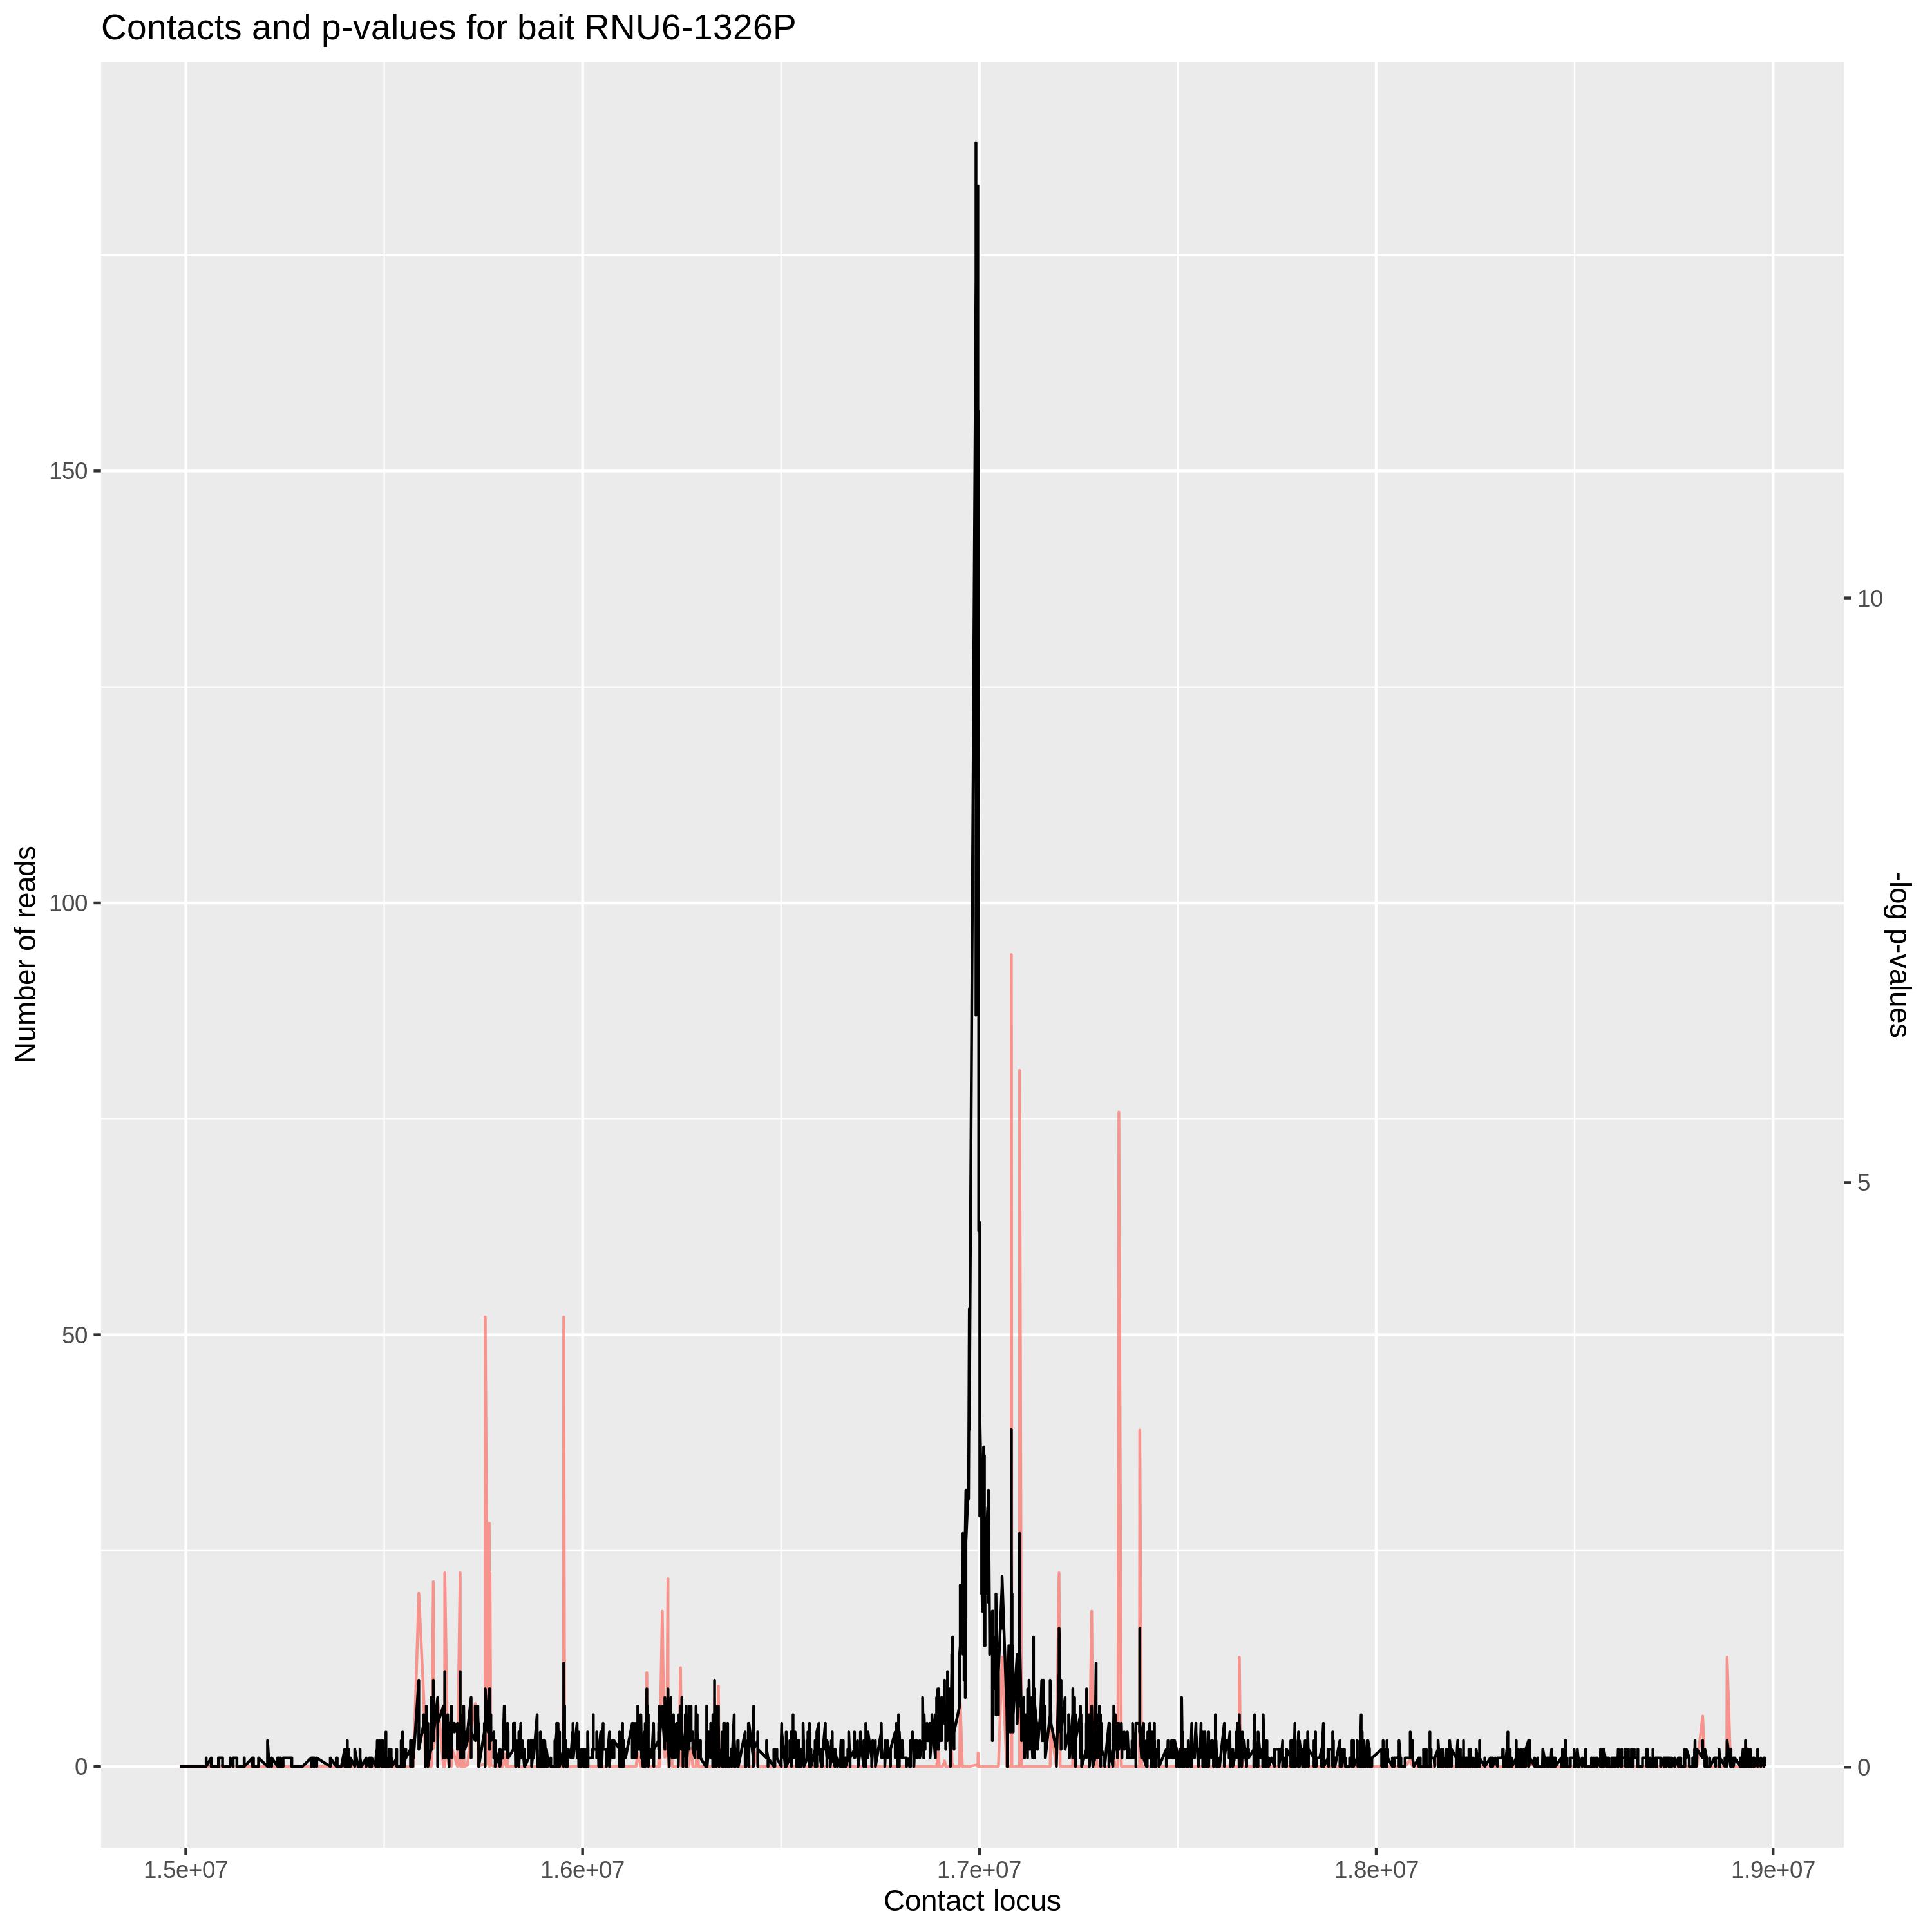 Contacts and p-values for bait RNU6-1326P
Number of reads
150
100
50
0
10
5
0
-log p-values
1.5e+07
1.6e+07
1.7e+07
1.8e+07
1.9e+07
Contact locus